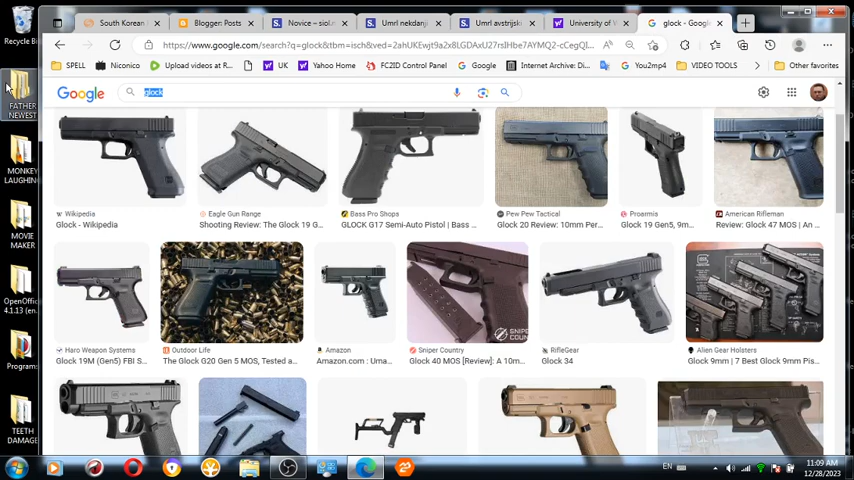 South Korean
Blogger: Posts
Novice – siol.n
Umrl nekdanj
Umrl avstrijski
University of W
glock - Google
https://www.google.com/search?q=glock&tbm=isch&ved=2ahUKEwjt9a2x8LGDAxU27rsIHbe7AYMQ2-cCegQI...
SPELL
Niconico
Upload videos at R...
UK
Yahoo Home
FC2ID Control Panel
Google
Internet Archive: Di...
You2mp4
VIDEO TOOLS
Other favorites
Google
glock
Wikipedia
Glock - Wikipedia
Eagle Gun Range
Shooting Review: The Glock 19 G...
Bass Pro Shops
GLOCK G17 Semi-Auto Pistol | Bass ...
Pew Pew Tactical
Glock 20 Review: 10mm Per...
Proarmis
Glock 19 Gen5, 9m...
American Rifleman
Review: Glock 47 MOS | An ...
Haro Weapon Systems
Glock 19M (Gen5) FBI S...
Outdoor Life
The Glock G20 Gen 5 MOS, Tested a...
Amazon
Amazon.com : Uma...
SNIPER
Sniper Country
Glock 40 MOS [Review]: A 10m...
RifleGear
Glock 34
Alien Gear Holsters
Glock 9mm | 7 Best Glock 9mm Pis...
Recycle Bi
FATHER
NEWEST
MONKEY
LAUGHIN
MOVIE
MAKER
OpenOffic
4.1.13 (en.
Programs
TEETH
DAMAG
EN
11:09 AM
12/28/2023